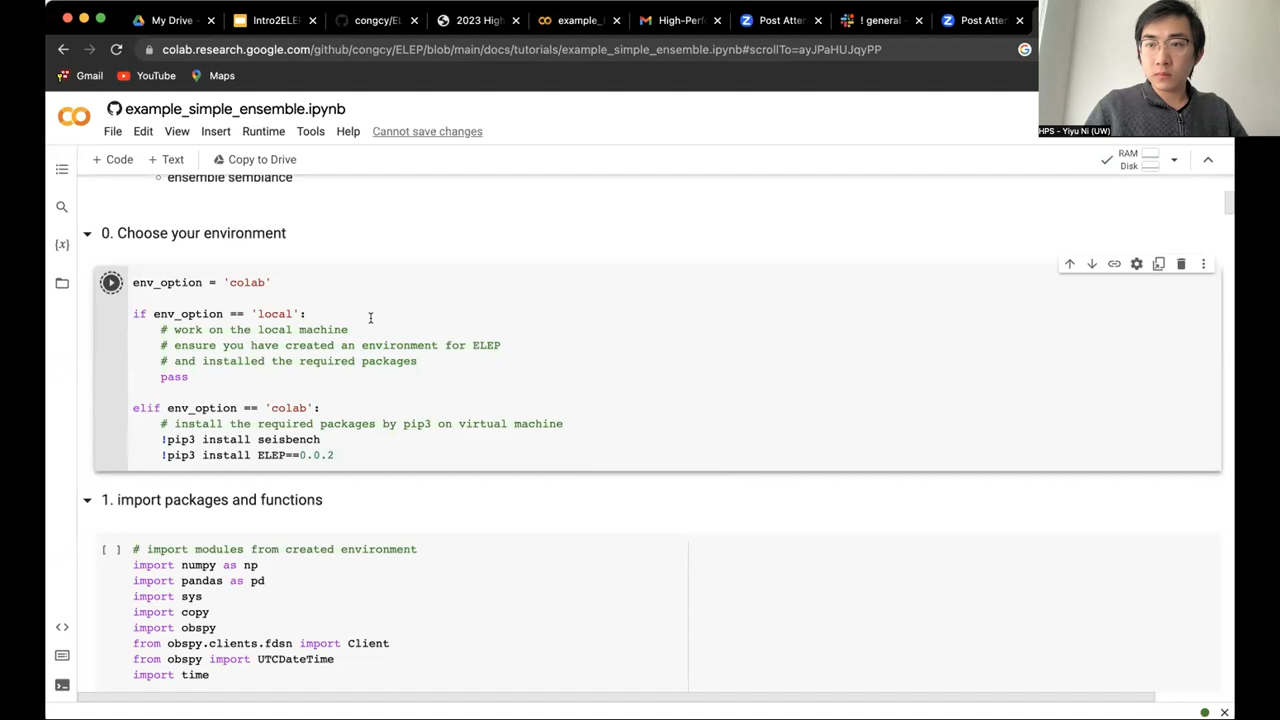 My Drive -
Intro2ELEP
congcy/EL
2023 High
example_
High-Perf
Post Atter
! general -
Post Atter
colab.research.google.com/github/congcy/ELEP/blob/main/docs/tutorials/example_simple_ensemble.ipynb#scrollTo=ayJPaHUJqyPP
Gmail
YouTube
Maps
HPS - Yiyu Ni (UW)
example_simple_ensemble.ipynb
File Edit View Insert Runtime Tools Help Cannot save changes
+ Code + Text Copy to Drive
RAM
Disk
ensemble semblance
0. Choose your environment
env_option = 'colab'
if env_option == 'local':
# work on the local machine
# ensure you have created an environment for ELEP
# and installed the required packages
pass
elif env_option == 'colab':
# install the required packages by pip3 on virtual machine
!pip3 install seisbench
!pip3 install ELEP==0.0.2
1. import packages and functions
[ ] # import modules from created environment
import numpy as np
import pandas as pd
import sys
import copy
import obspy
from obspy.clients.fdsn import Client
from obspy import UTCDateTime
import time